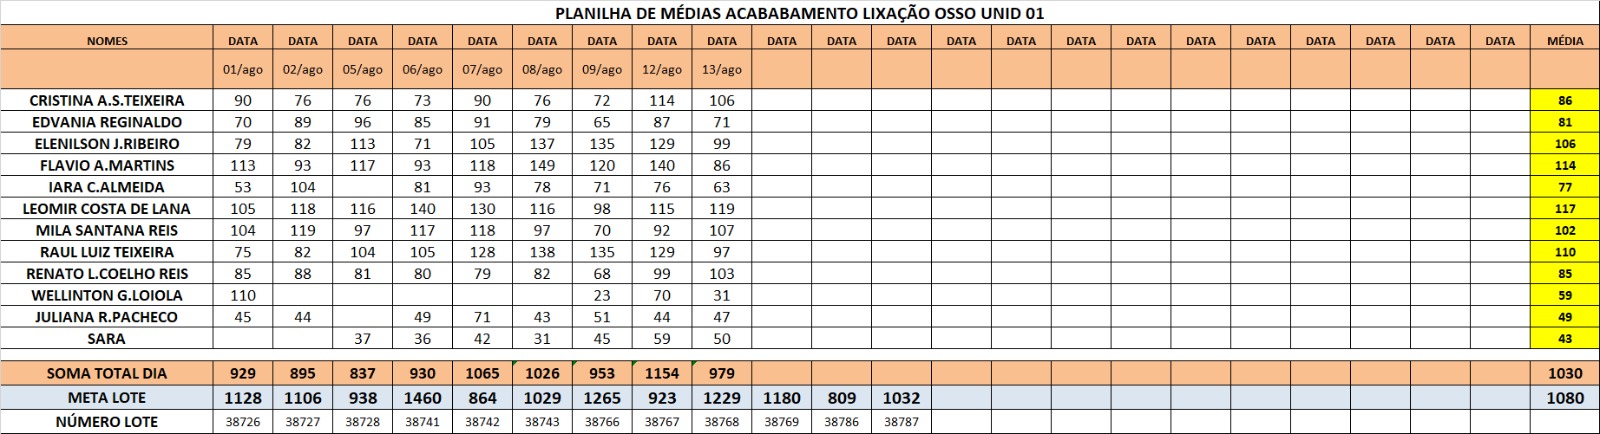 PLANILHA DE MÉDIAS ACABABAMENTO LIXAÇÃO OSSO UNID 01
NOMES DATA DATA DATA DATA DATA DATA DATA DATA DATA DATA DATA DATA DATA DATA DATA DATA DATA DATA DATA DATA DATA DATA MÉDIA
01/ago 02/ago 05/ago 06/ago 07/ago 08/ago 09/ago 12/ago 13/ago
CRISTINA A.S.TEIXEIRA 90 76 76 73 90 76 72 114 106 86
EDVANIA REGINALDO 70 89 96 85 91 79 65 87 71 81
ELENILSON J.RIBEIRO 79 82 113 71 105 137 135 129 99 106
FLAVIO A.MARTINS 113 93 117 93 118 149 120 140 86 114
IARA C.ALMEIDA 53 104 81 93 78 71 76 63 77
LEOMIR COSTA DE LANA 105 118 116 140 130 116 98 115 119 117
MILA SANTANA REIS 104 119 97 117 118 97 70 92 107 102
RAUL LUIZ TEIXEIRA 75 82 104 105 128 138 135 129 97 110
RENATO L.COELHO REIS 85 88 81 80 79 82 68 99 103 85
WELLINTON G.LOIOLA 110 23 70 31 59
JULIANA R.PACHECO 45 44 49 71 43 51 44 47 49
SARA 37 36 42 31 45 59 50 43
SOMA TOTAL DIA 929 895 837 930 1065 1026 953 1154 979 1030
META LOTE 1128 1106 938 1460 864 1029 1265 923 1229 1180 809 1032 1080
NÚMERO LOTE 38726 38727 38728 38741 38742 38743 38766 38767 38768 38769 38786 38787